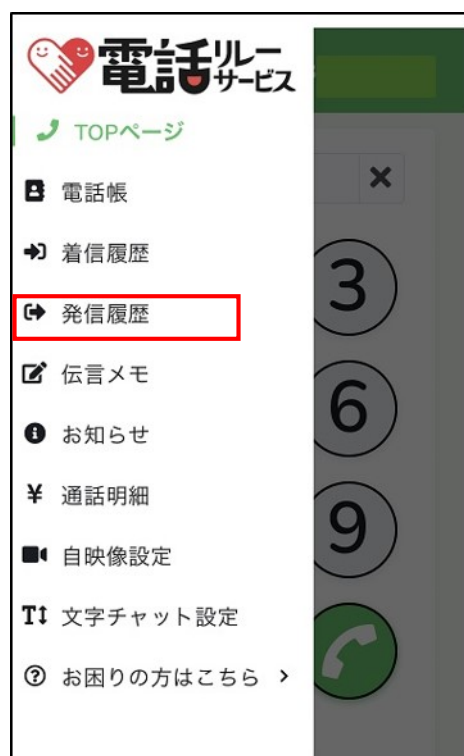 電話リレー
サービス
TOPページ
電話帳
着信履歴
発信履歴
伝言メモ
お知らせ
¥ 通話明細
自映像設定
T↕ 文字チャット設定
お困りの方はこちら >
3
6
9